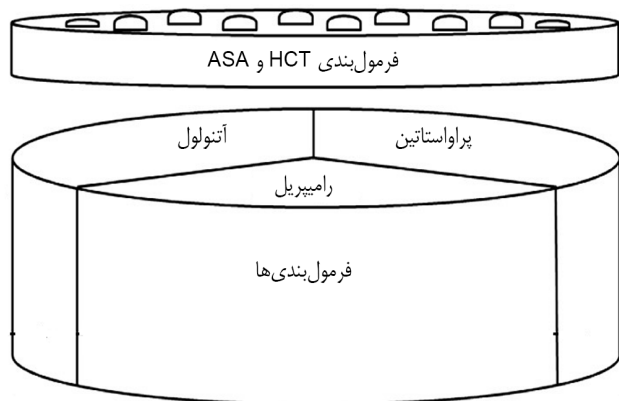 فرمول‌بندی HCT و ASA
آتنولول
پراواستاتین
رامیپریل
فرمول‌بندی‌ها